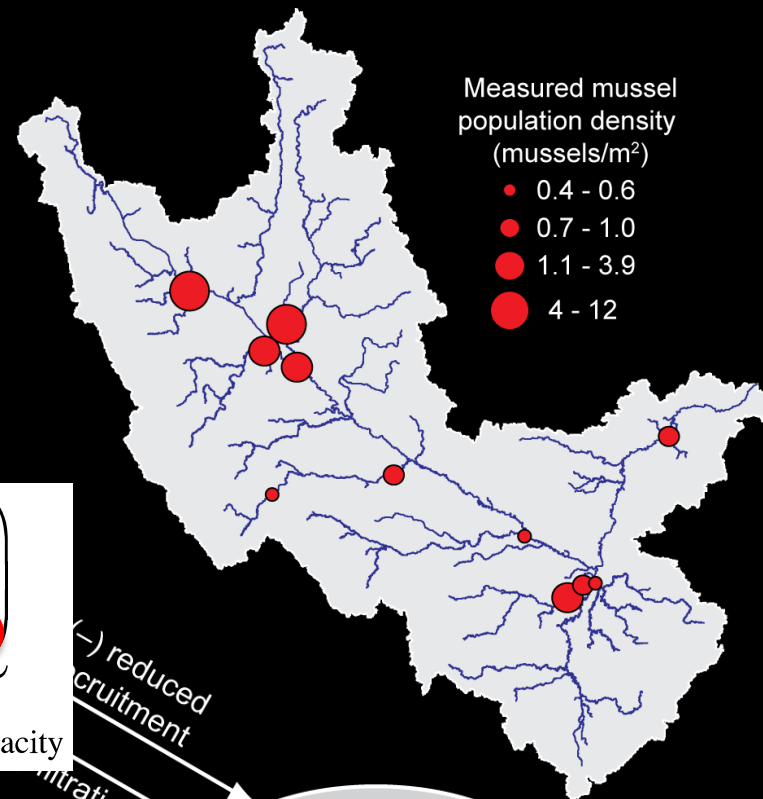 Measured mussel
population density
(mussels/m²)
0.4 - 0.6
0.7 - 1.0
1.1 - 3.9
4 - 12
(–) reduced